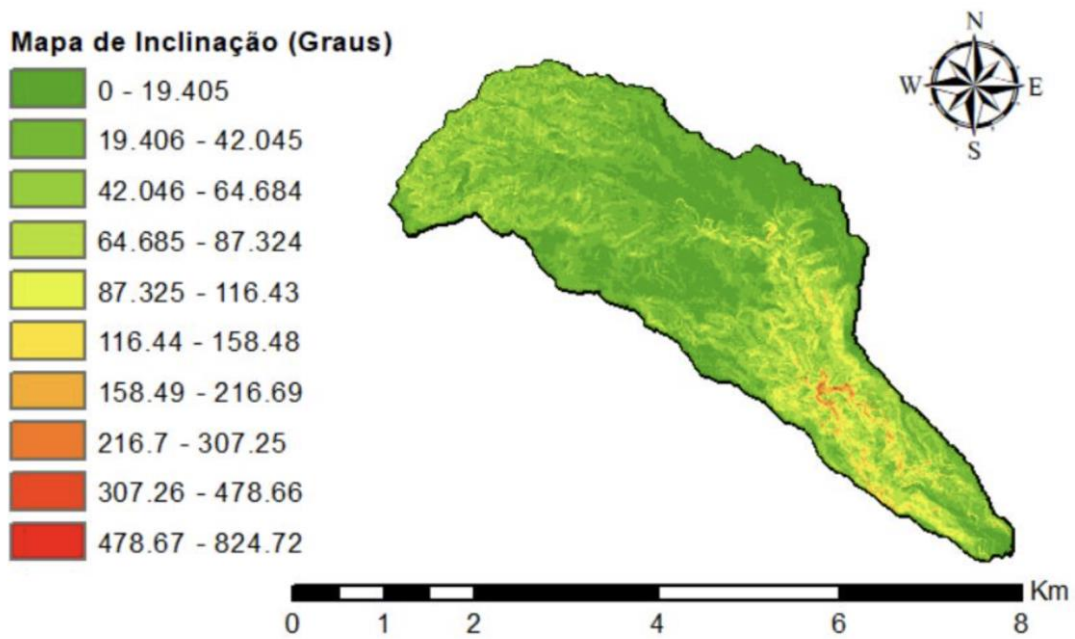 Mapa de Inclinação (Graus)
0 - 19.405
19.406 - 42.045
42.046 - 64.684
64.685 - 87.324
87.325 - 116.43
116.44 - 158.48
158.49 - 216.69
216.7 - 307.25
307.26 - 478.66
478.67 - 824.72
N
W E
S
Km
0 1 2 4 6 8